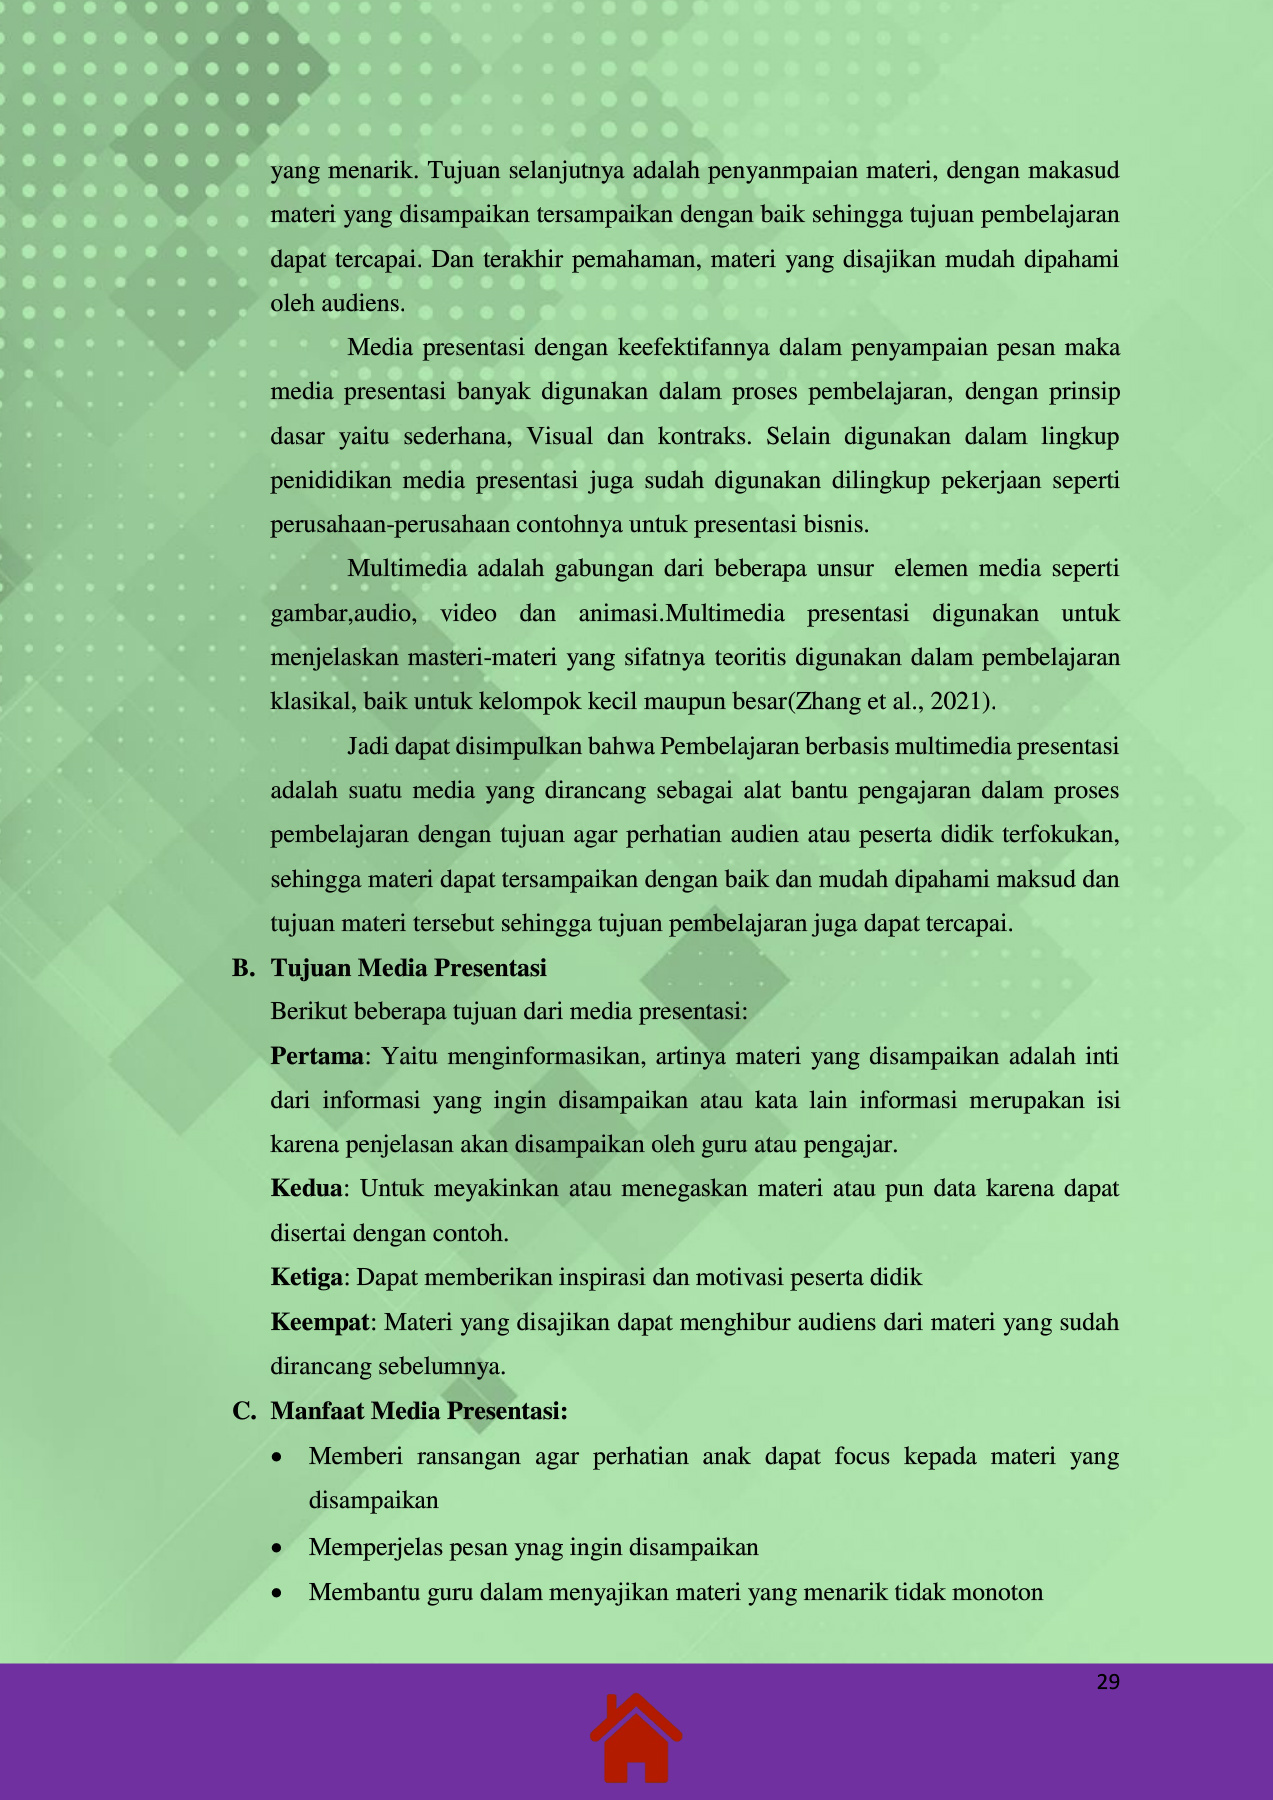 yang menarik. Tujuan selanjutnya adalah penyanmpaian materi, dengan makasud
materi yang disampaikan tersampaikan dengan baik sehingga tujuan pembelajaran
dapat tercapai. Dan terakhir pemahaman, materi yang disajikan mudah dipahami
oleh audiens.
Media presentasi dengan keefektifannya dalam penyampaian pesan maka
media presentasi banyak digunakan dalam proses pembelajaran, dengan prinsip
dasar yaitu sederhana, Visual dan kontraks. Selain digunakan dalam lingkup
penididikan media presentasi juga sudah digunakan dilingkup pekerjaan seperti
perusahaan-perusahaan contohnya untuk presentasi bisnis.
Multimedia adalah gabungan dari beberapa unsur  elemen media seperti
gambar,audio, video dan animasi.Multimedia presentasi digunakan untuk
menjelaskan masteri-materi yang sifatnya teoritis digunakan dalam pembelajaran
klasikal, baik untuk kelompok kecil maupun besar(Zhang et al., 2021).
Jadi dapat disimpulkan bahwa Pembelajaran berbasis multimedia presentasi
adalah suatu media yang dirancang sebagai alat bantu pengajaran dalam proses
pembelajaran dengan tujuan agar perhatian audien atau peserta didik terfokukan,
sehingga materi dapat tersampaikan dengan baik dan mudah dipahami maksud dan
tujuan materi tersebut sehingga tujuan pembelajaran juga dapat tercapai.
B. Tujuan Media Presentasi
Berikut beberapa tujuan dari media presentasi:
Pertama: Yaitu menginformasikan, artinya materi yang disampaikan adalah inti
dari informasi yang ingin disampaikan atau kata lain informasi merupakan isi
karena penjelasan akan disampaikan oleh guru atau pengajar.
Kedua: Untuk meyakinkan atau menegaskan materi atau pun data karena dapat
disertai dengan contoh.
Ketiga: Dapat memberikan inspirasi dan motivasi peserta didik
Keempat: Materi yang disajikan dapat menghibur audiens dari materi yang sudah
dirancang sebelumnya.
C. Manfaat Media Presentasi:
• Memberi ransangan agar perhatian anak dapat focus kepada materi yang
disampaikan
• Memperjelas pesan ynag ingin disampaikan
• Membantu guru dalam menyajikan materi yang menarik tidak monoton
29